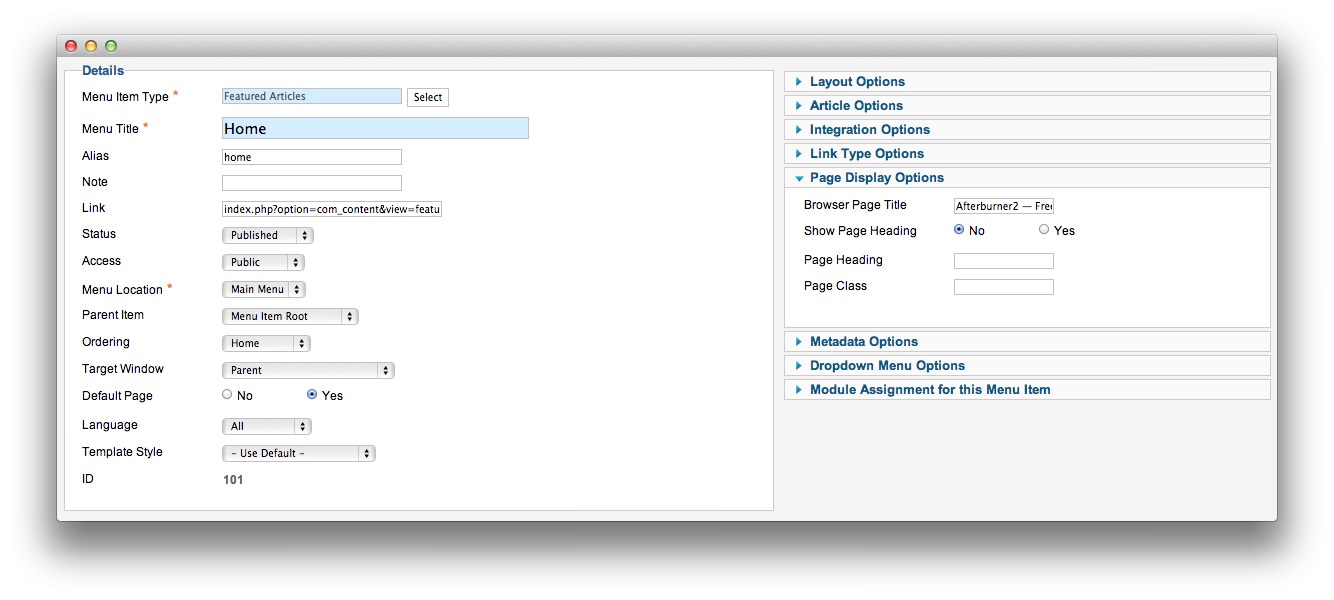 Details
Menu Item Type *
Featured Articles
Select
Menu Title *
Home
Alias
home
Note
Link
index.php?option=com_content&view=featu
Status
Published
Access
Public
Menu Location *
Main Menu
Parent Item
Menu Item Root
Ordering
Home
Target Window
Parent
Default Page
No
Yes
Language
All
Template Style
- Use Default -
ID
101
Layout Options
Article Options
Integration Options
Link Type Options
Page Display Options
Browser Page Title
Afterburner2 — Free
Show Page Heading
No
Yes
Page Heading
Page Class
Metadata Options
Dropdown Menu Options
Module Assignment for this Menu Item